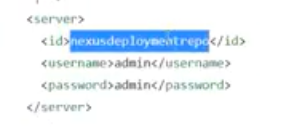 <server>
<id>nexusdeploymentrepo</id>
<username>admin</username>
<password>admin</password>
</server>